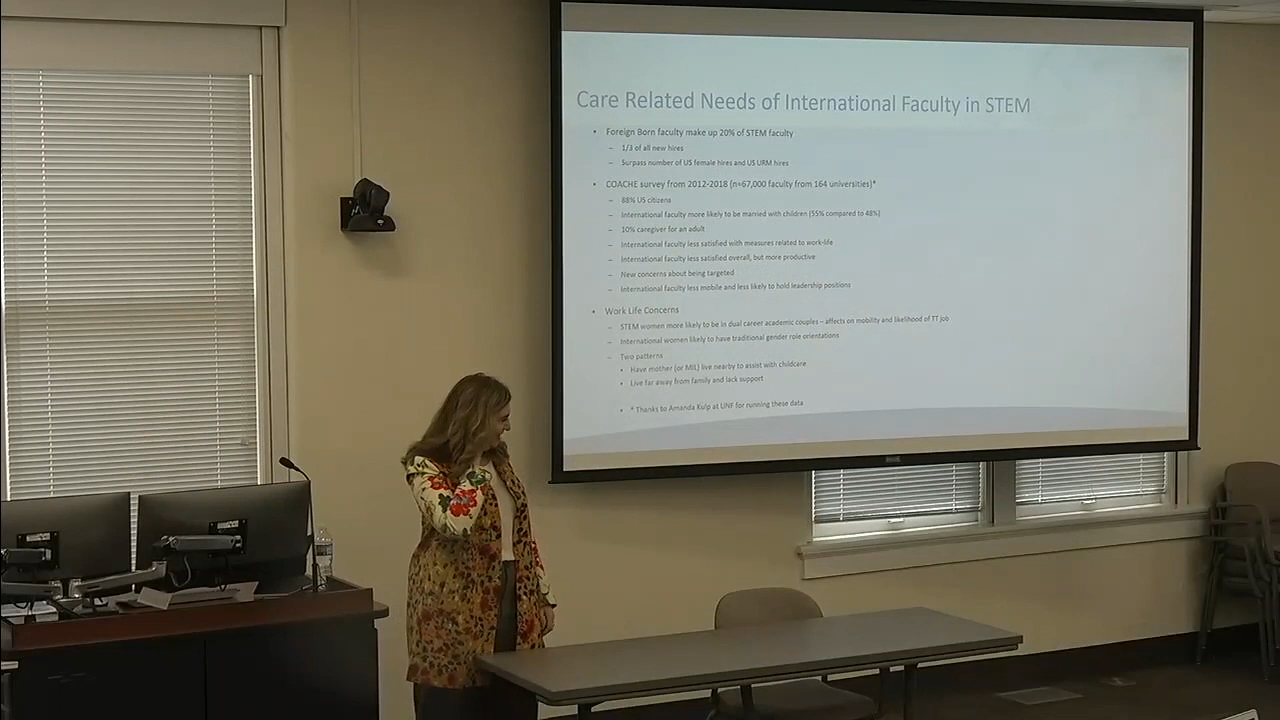 Care Related Needs of International Faculty in STEM
• Foreign Born faculty make up 20% of STEM faculty
– 1/3 of all new hires
– Surpass number of US female hires and US URM hires
• COACHE survey from 2012-2018 (n=67,000 faculty from 164 universities)*
– 88% US citizens
– International faculty more likely to be married with children (55% compared to 48%)
– 10% caregiver for an adult
– International faculty less satisfied with measures related to work-life
– International faculty less satisfied overall, but more productive
– New concerns about being targeted
– International faculty less mobile and less likely to hold leadership positions
• Work Life Concerns
– STEM women more likely to be in dual career academic couples – affects on mobility and likelihood of TT job
– International women likely to have traditional gender role orientations
– Two patterns
• Have mother (or MIL) live nearby to assist with childcare
• Live far away from family and lack support
• * Thanks to Amanda Kulp at UNF for running these data